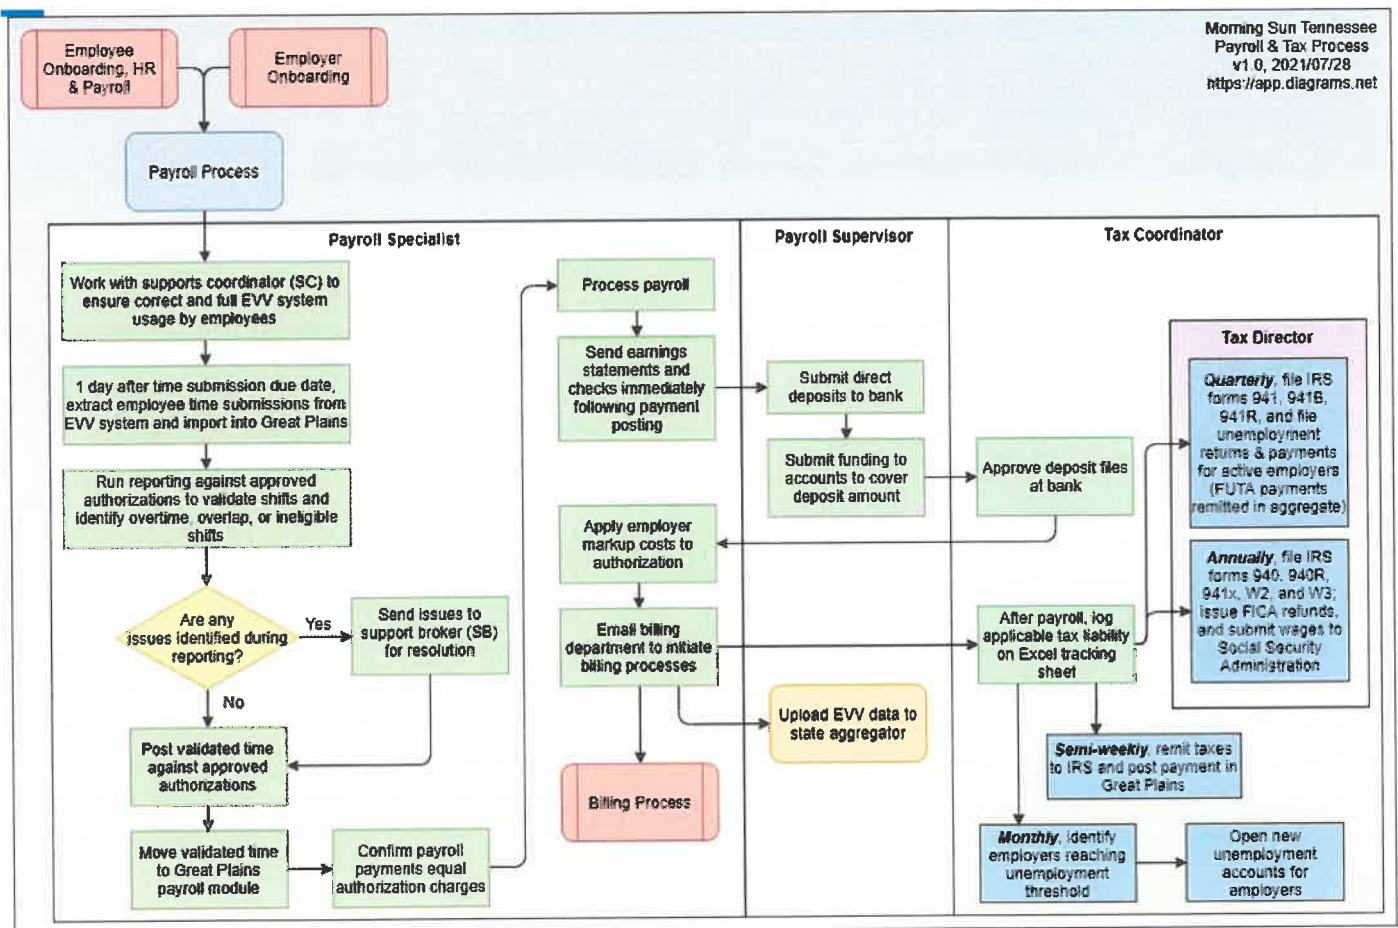 Morning Sun Tennessee
Payroll & Tax Process
v1.0, 2021/07/28
https://app.diagrams.net
Employee
Onboarding, HR
& Payroll
Employer
Onboarding
Payroll Process
Payroll Specialist
Work with supports coordinator (SC) to
ensure correct and full EVV system
usage by employees
1 day after time submission due date,
extract employee time submissions from
EVV system and import into Great Plains
Run reporting against approved
authorizations to validate shifts and
identify overtime, overlap, or ineligible
shifts
Are any
issues identified during
reporting?
Yes
Send issues to
support broker (SB)
for resolution
No
Post validated time
against approved
authorizations
Move validated time
to Great Plains
payroll module
Confirm payroll
payments equal
authorization charges
Process payroll
Send earnings
statements and
checks immediately
following payment
posting
Apply employer
markup costs to
authorization
Email billing
department to initiate
billing processes
Billing Process
Payroll Supervisor
Submit direct
deposits to bank
Submit funding to
accounts to cover
deposit amount
Upload EVV data to
state aggregator
Tax Coordinator
Approve deposit files
at bank
After payroll, log
applicable tax liability
on Excel tracking
sheet
Semi-weekly, remit taxes
to IRS and post payment in
Great Plains
Monthly, identify
employers reaching
unemployment
threshold
Open new
unemployment
accounts for
employers
Tax Director
Quarterly, file IRS
forms 941, 941B,
941R, and file
unemployment
returns & payments
for active employers
(FUTA payments
remitted in aggregate)
Annually, file IRS
forms 940, 940R,
941x, W2, and W3;
issue FICA refunds,
and submit wages to
Social Security
Administration